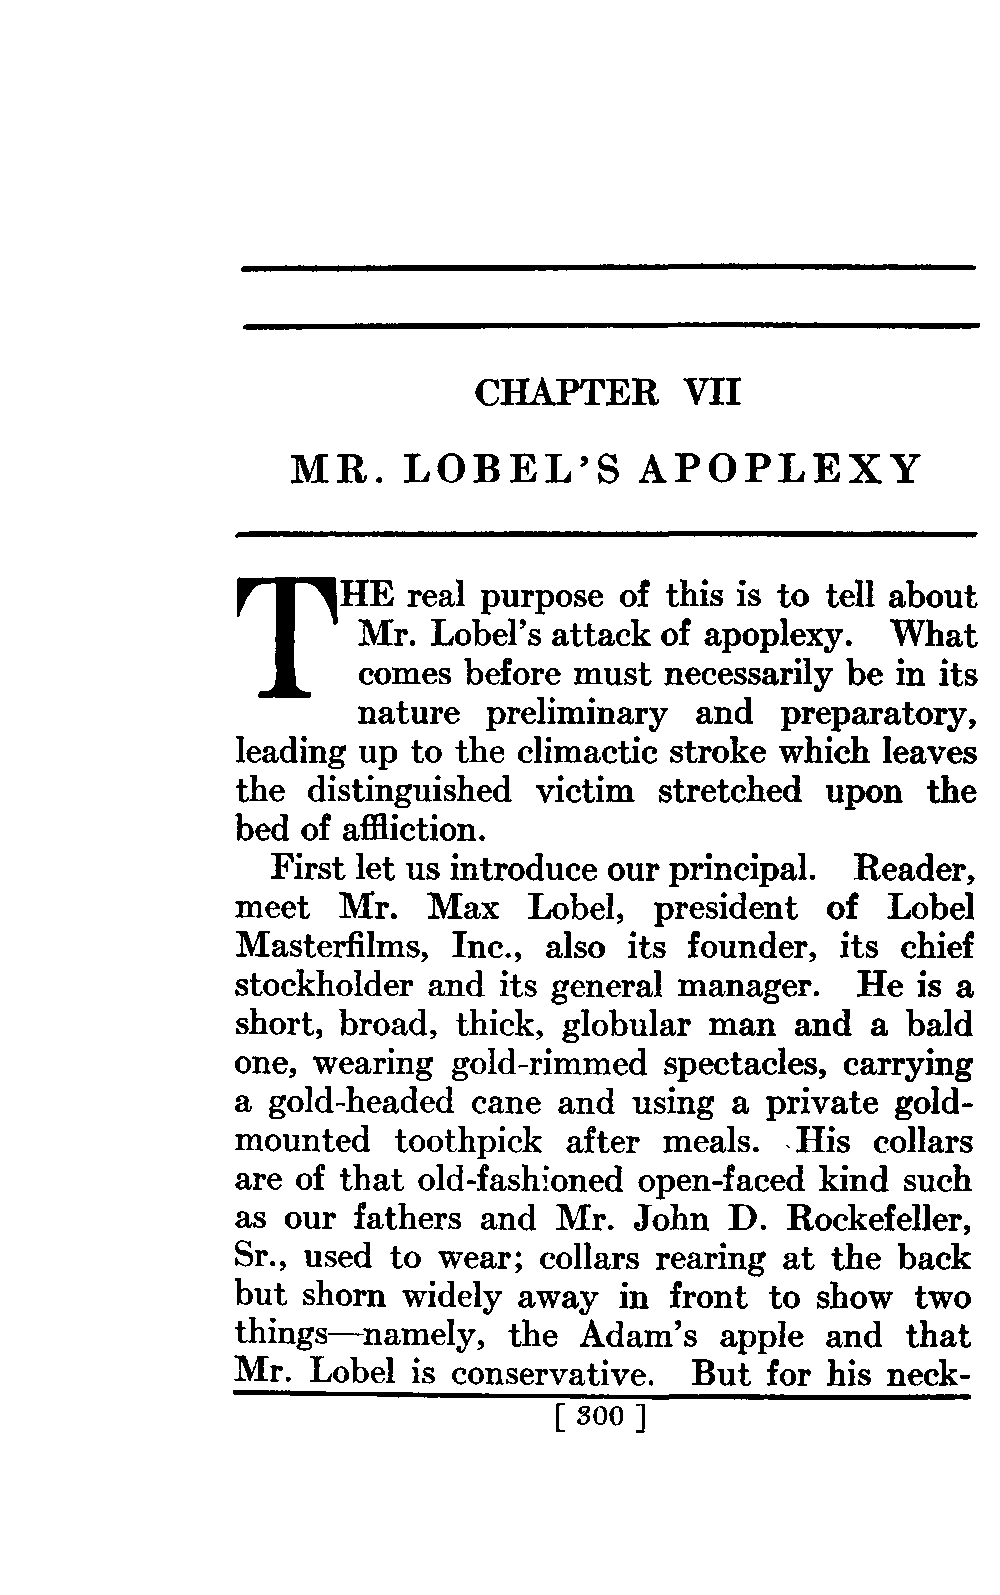 CHAPTER VII
MR. LOBEL'S APOPLEXY
THE real purpose of this is to tell about
Mr. Lobel's attack of apoplexy. What
comes before must necessarily be in its
nature preliminary and preparatory,
leading up to the climactic stroke which leaves
the distinguished victim stretched upon the
bed of affliction.
First let us introduce our principal. Reader,
meet Mr. Max Lobel, president of Lobel
Masterfilms, Inc., also its founder, its chief
stockholder and its general manager. He is a
short, broad, thick, globular man and a bald
one, wearing gold-rimmed spectacles, carrying
a gold-headed cane and using a private gold-
mounted toothpick after meals. His collars
are of that old-fashioned open-faced kind such
as our fathers and Mr. John D. Rockefeller,
Sr., used to wear; collars rearing at the back
but shorn widely away in front to show two
things—namely, the Adam's apple and that
Mr. Lobel is conservative. But for his neck-
[ 300 ]